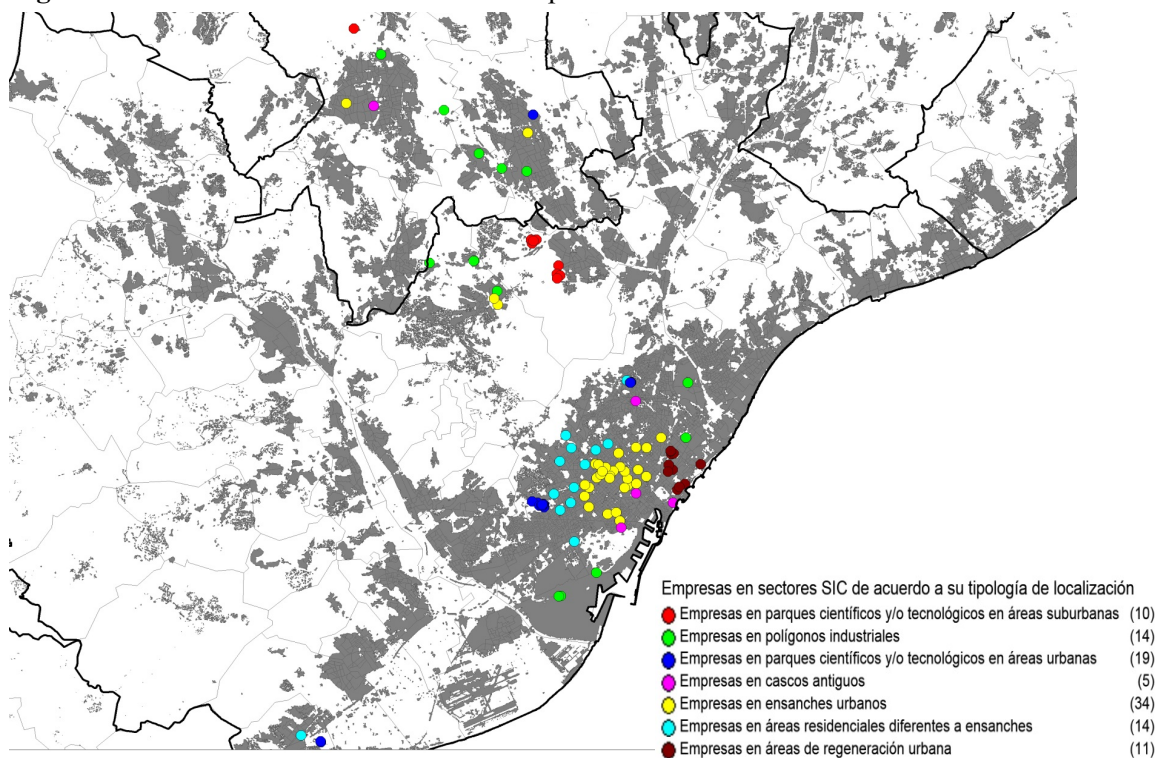 Empresas en sectores SIC de acuerdo a su tipología de localización
Empresas en parques científicos y/o tecnológicos en áreas suburbanas (10)
Empresas en polígonos industriales (14)
Empresas en parques científicos y/o tecnológicos en áreas urbanas (19)
Empresas en cascos antiguos (5)
Empresas en ensanches urbanos (34)
Empresas en áreas residenciales diferentes a ensanches (14)
Empresas en áreas de regeneración urbana (11)